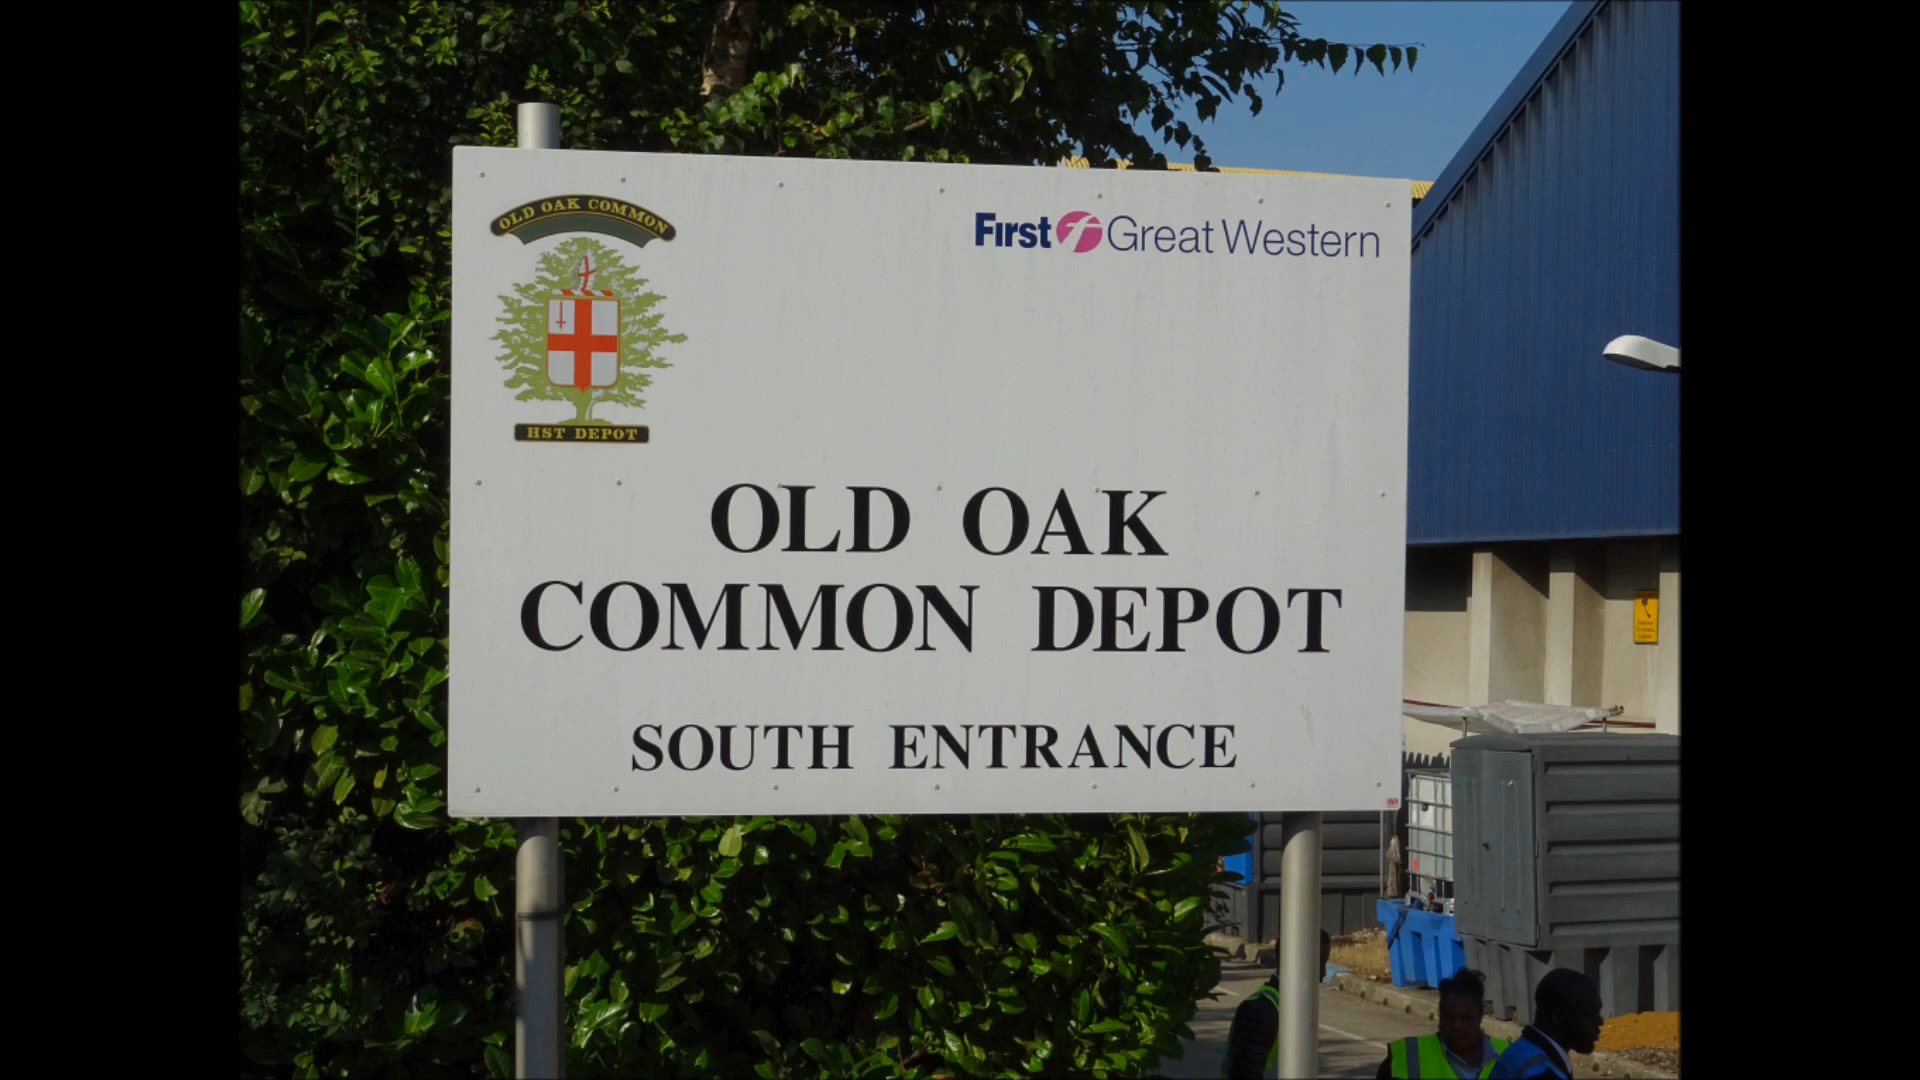 OLD OAK COMMON
First Great Western
HST DEPOT
OLD OAK
COMMON DEPOT
SOUTH ENTRANCE